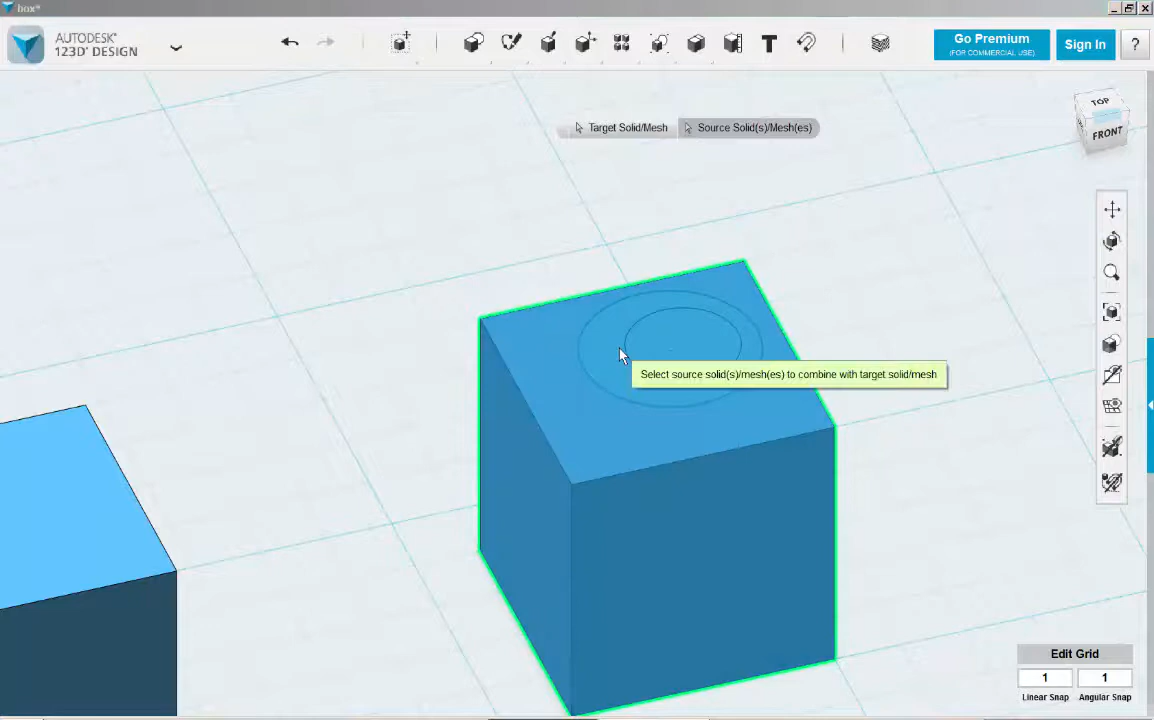 box*
AUTODESK®
123D® DESIGN
T
Go Premium
(FOR COMMERCIAL USE)
Sign In
?
Target Solid/Mesh
Source Solid(s)/Mesh(es)
TOP
FRONT
Select source solid(s)/mesh(es) to combine with target solid/mesh
Edit Grid
1
1
Linear Snap
Angular Snap